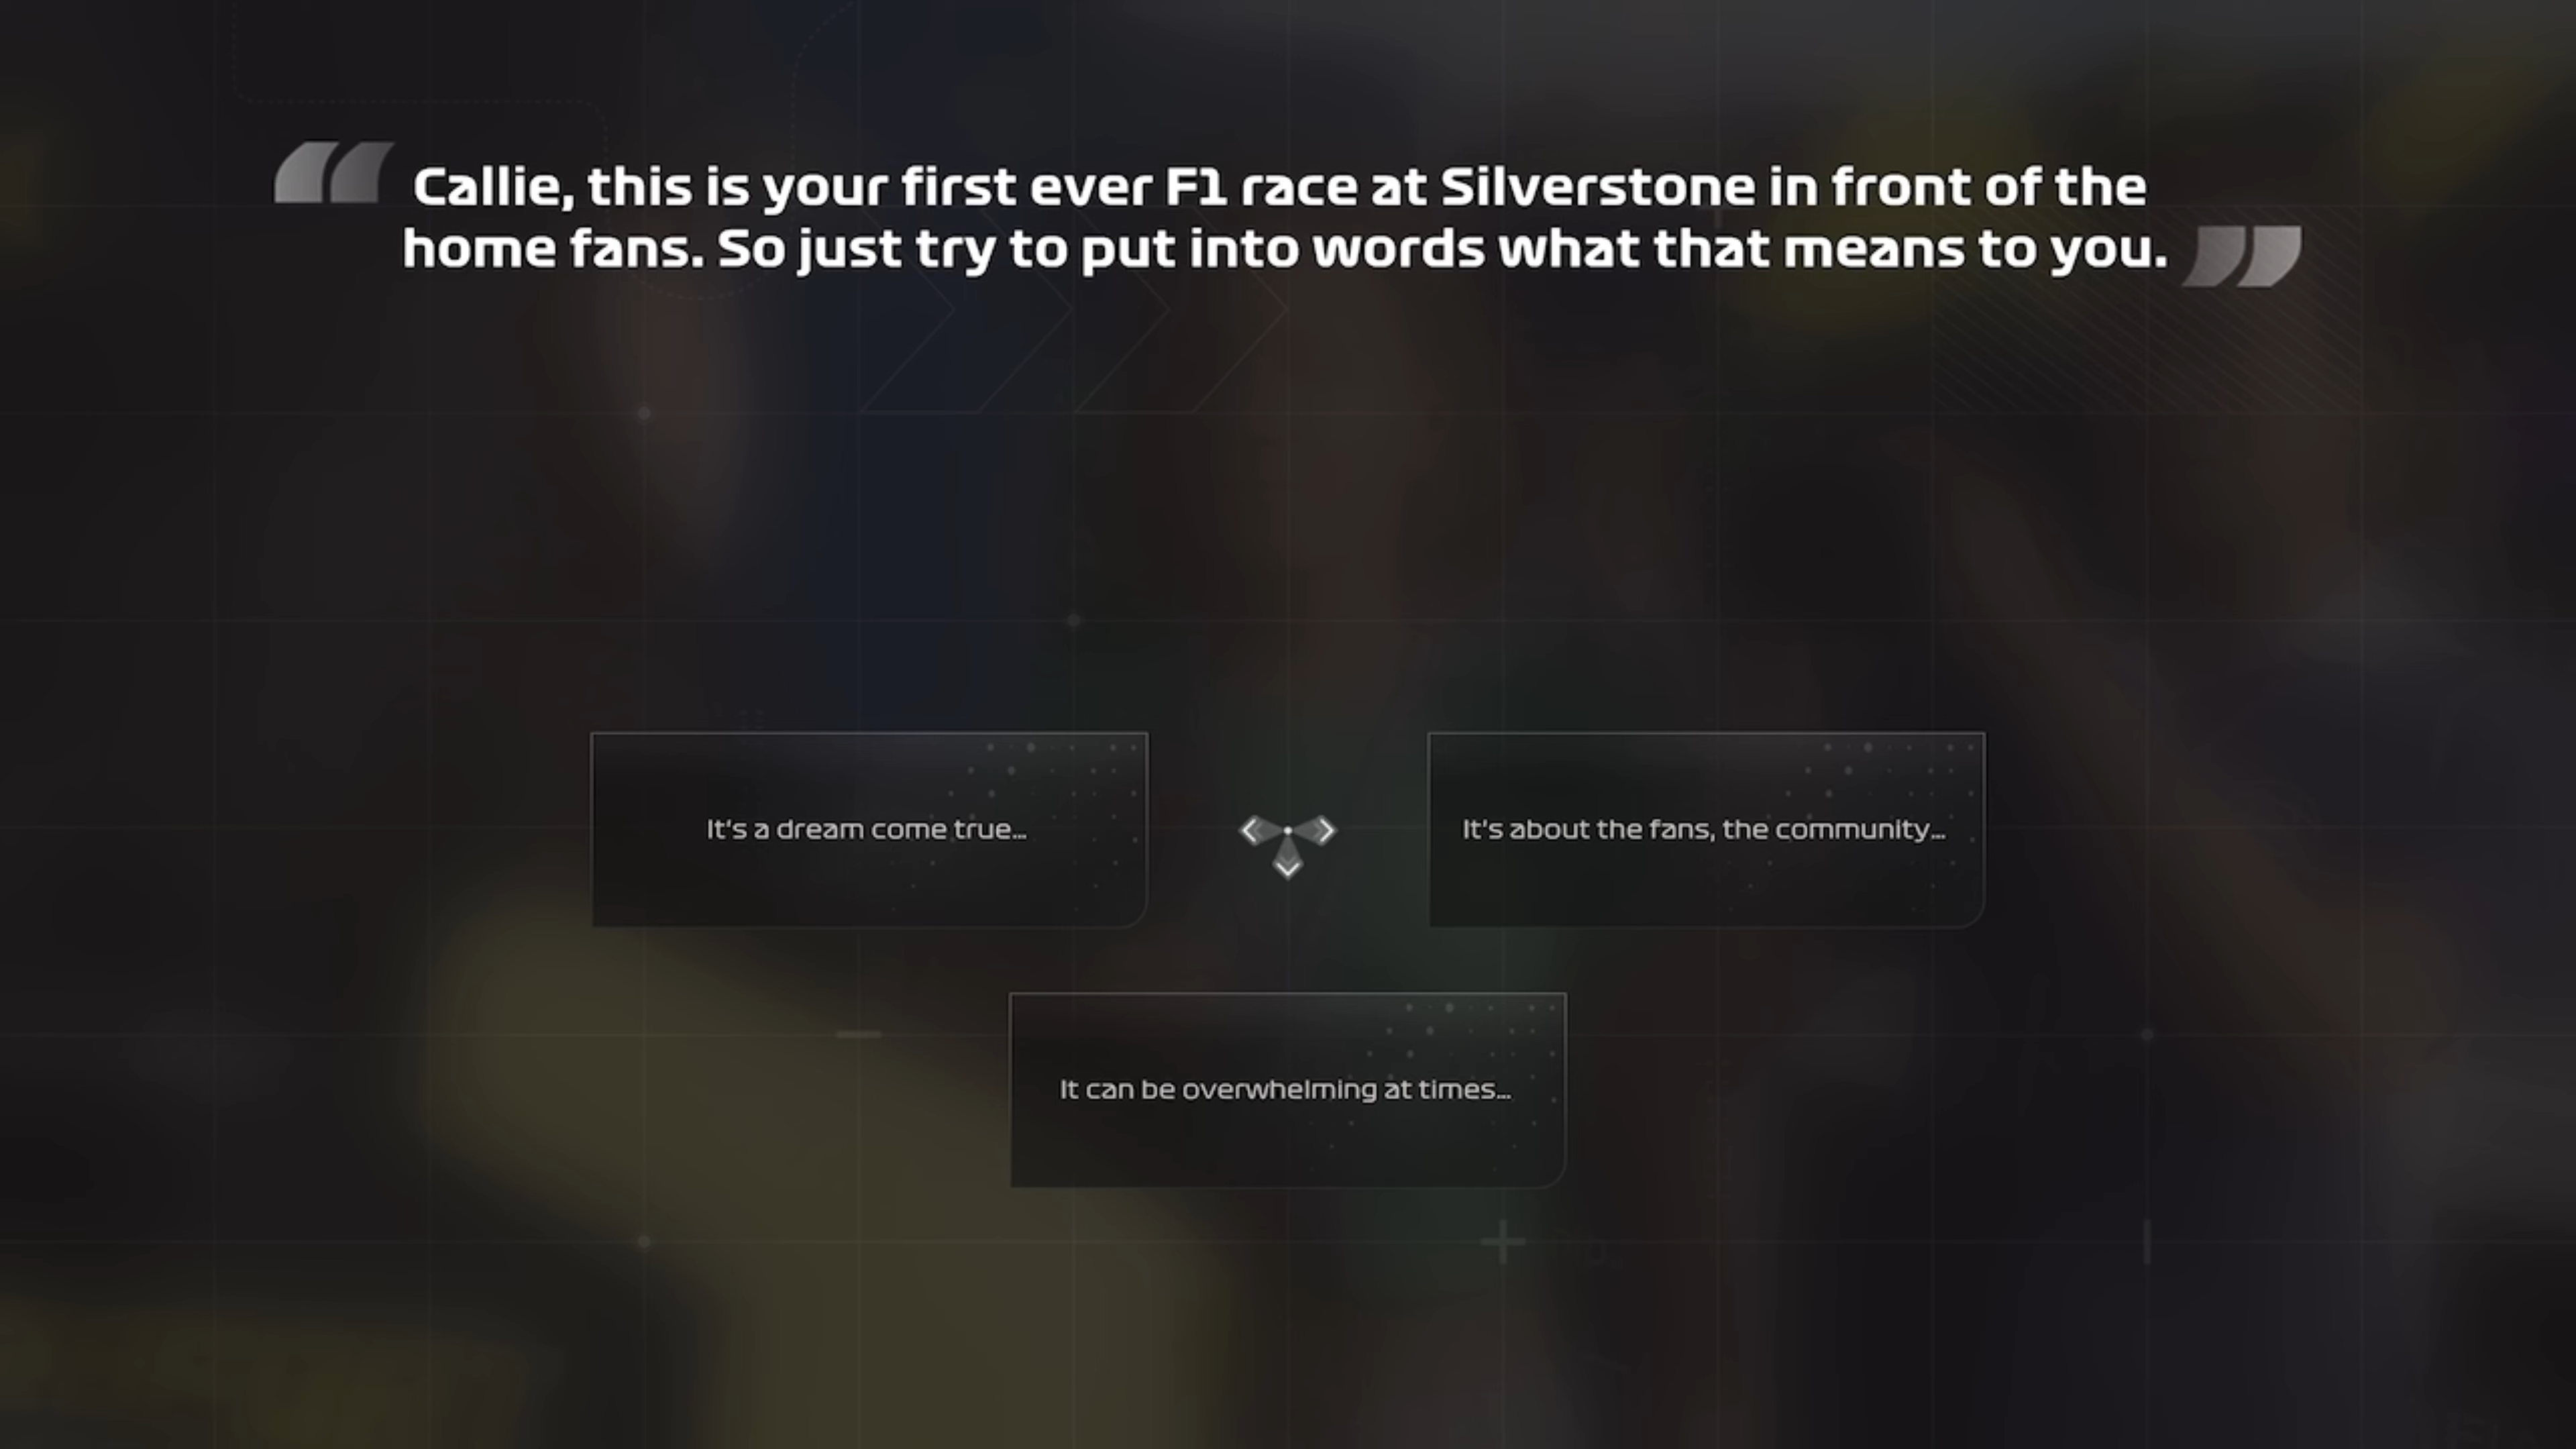 Callie, this is your first ever F1 race at Silverstone in front of the
home fans. So just try to put into words what that means to you.
It's a dream come true...
It's about the fans, the community...
It can be overwhelming at times...